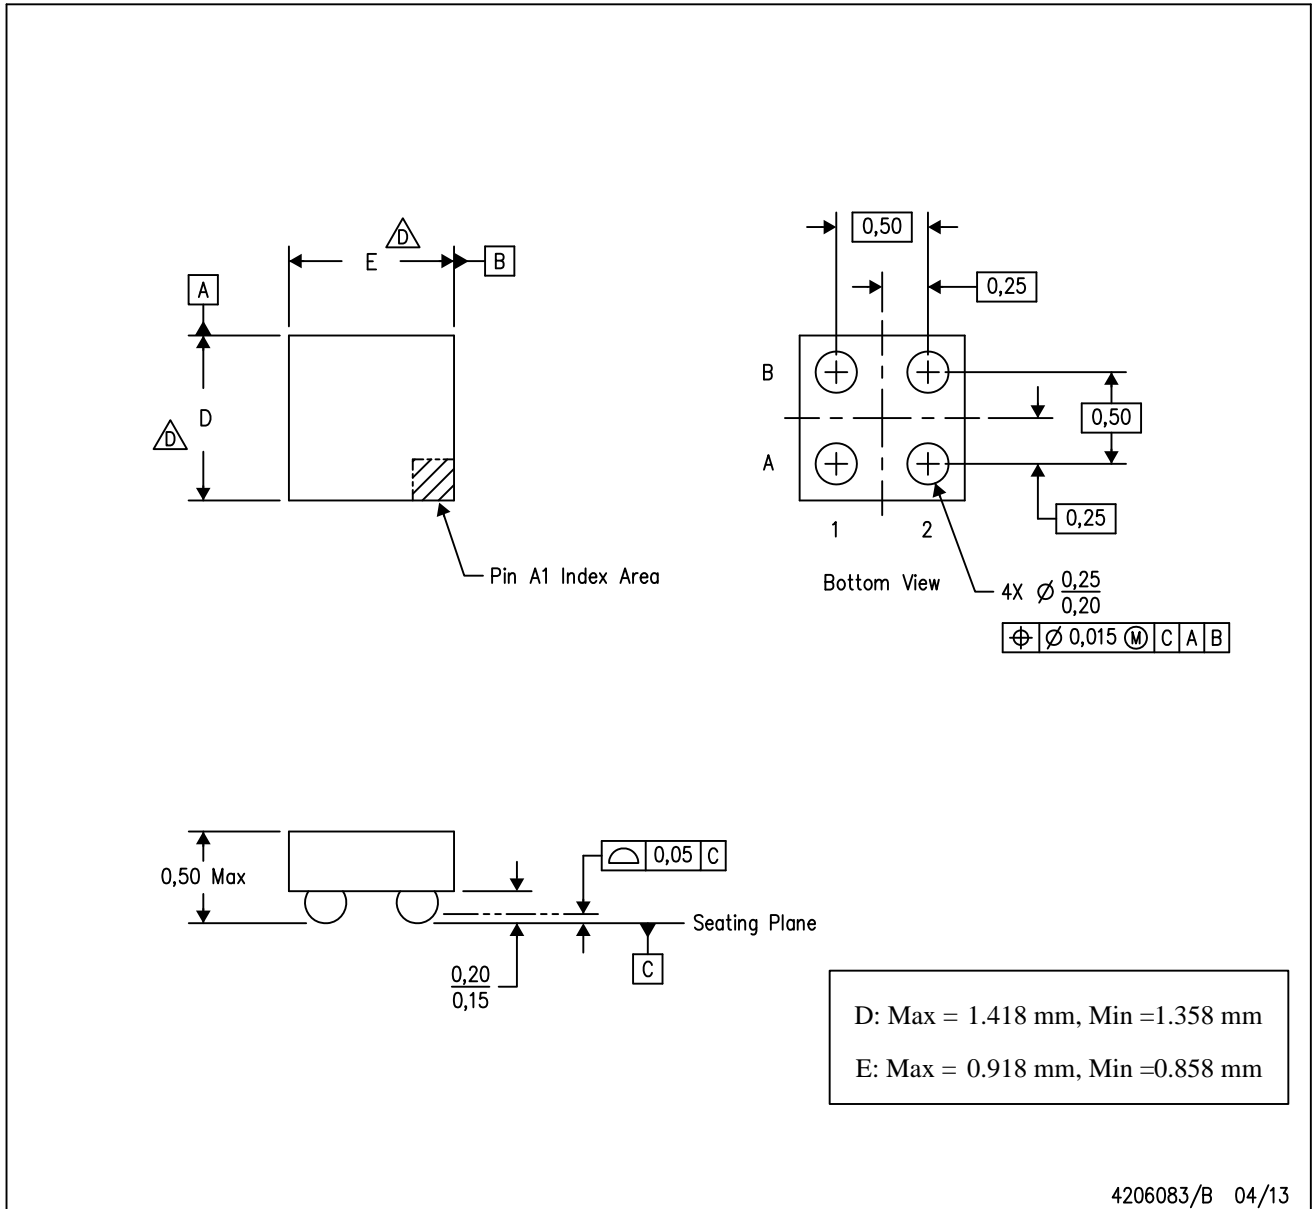 0,50
D
E
B
0,25
A
B
D
D
0,50
A
0,25
1
2
Pin A1 Index Area
Bottom View
4X Ø 0,25
0,20
⌖ Ø 0,015 Ⓜ C A B
0,05 C
0,50 Max
Seating Plane
C
0,20
0,15
D: Max = 1.418 mm, Min =1.358 mm
E: Max = 0.918 mm, Min =0.858 mm
4206083/B 04/13